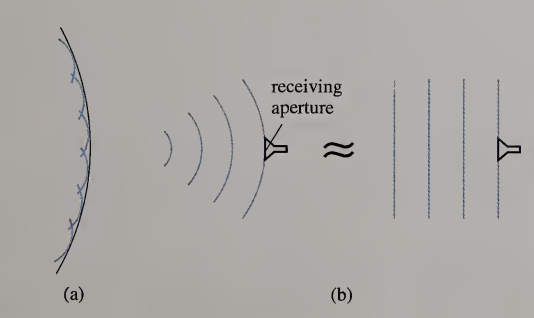 receiving
aperture
≈
(a)
(b)